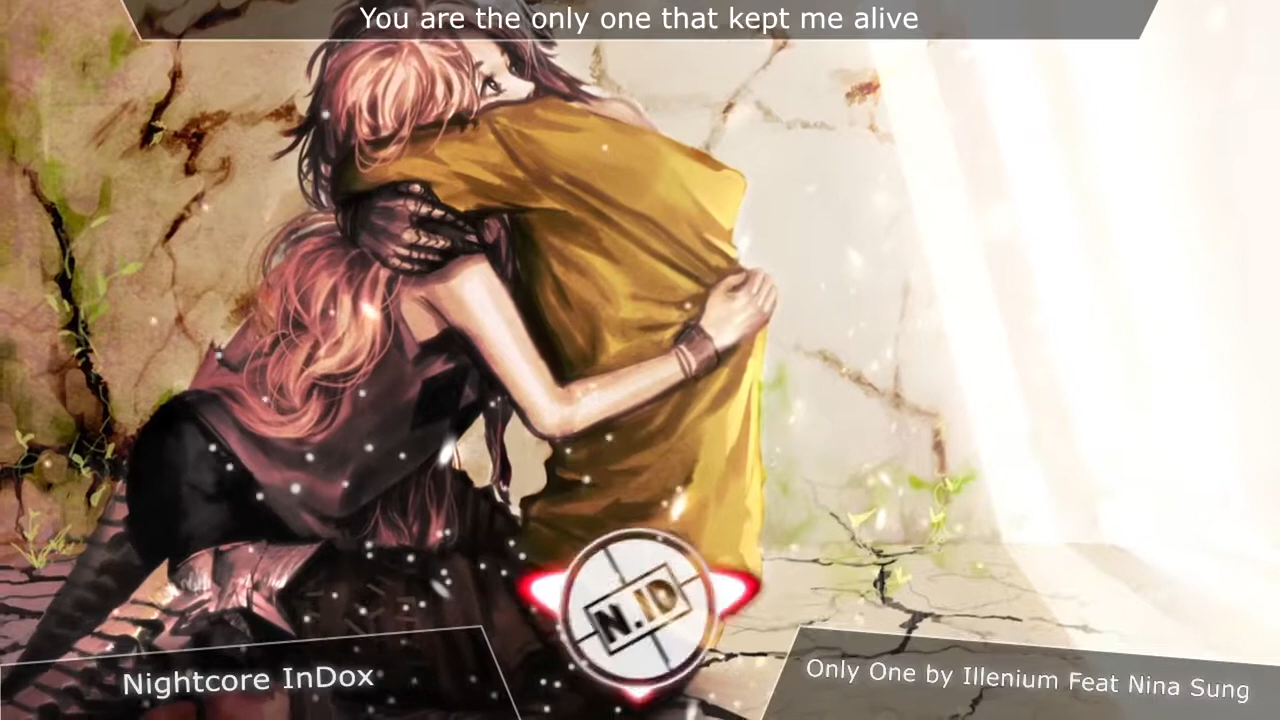 You are the only one that kept me alive
N.ID
Nightcore InDox
Only One by Illenium Feat Nina Sung